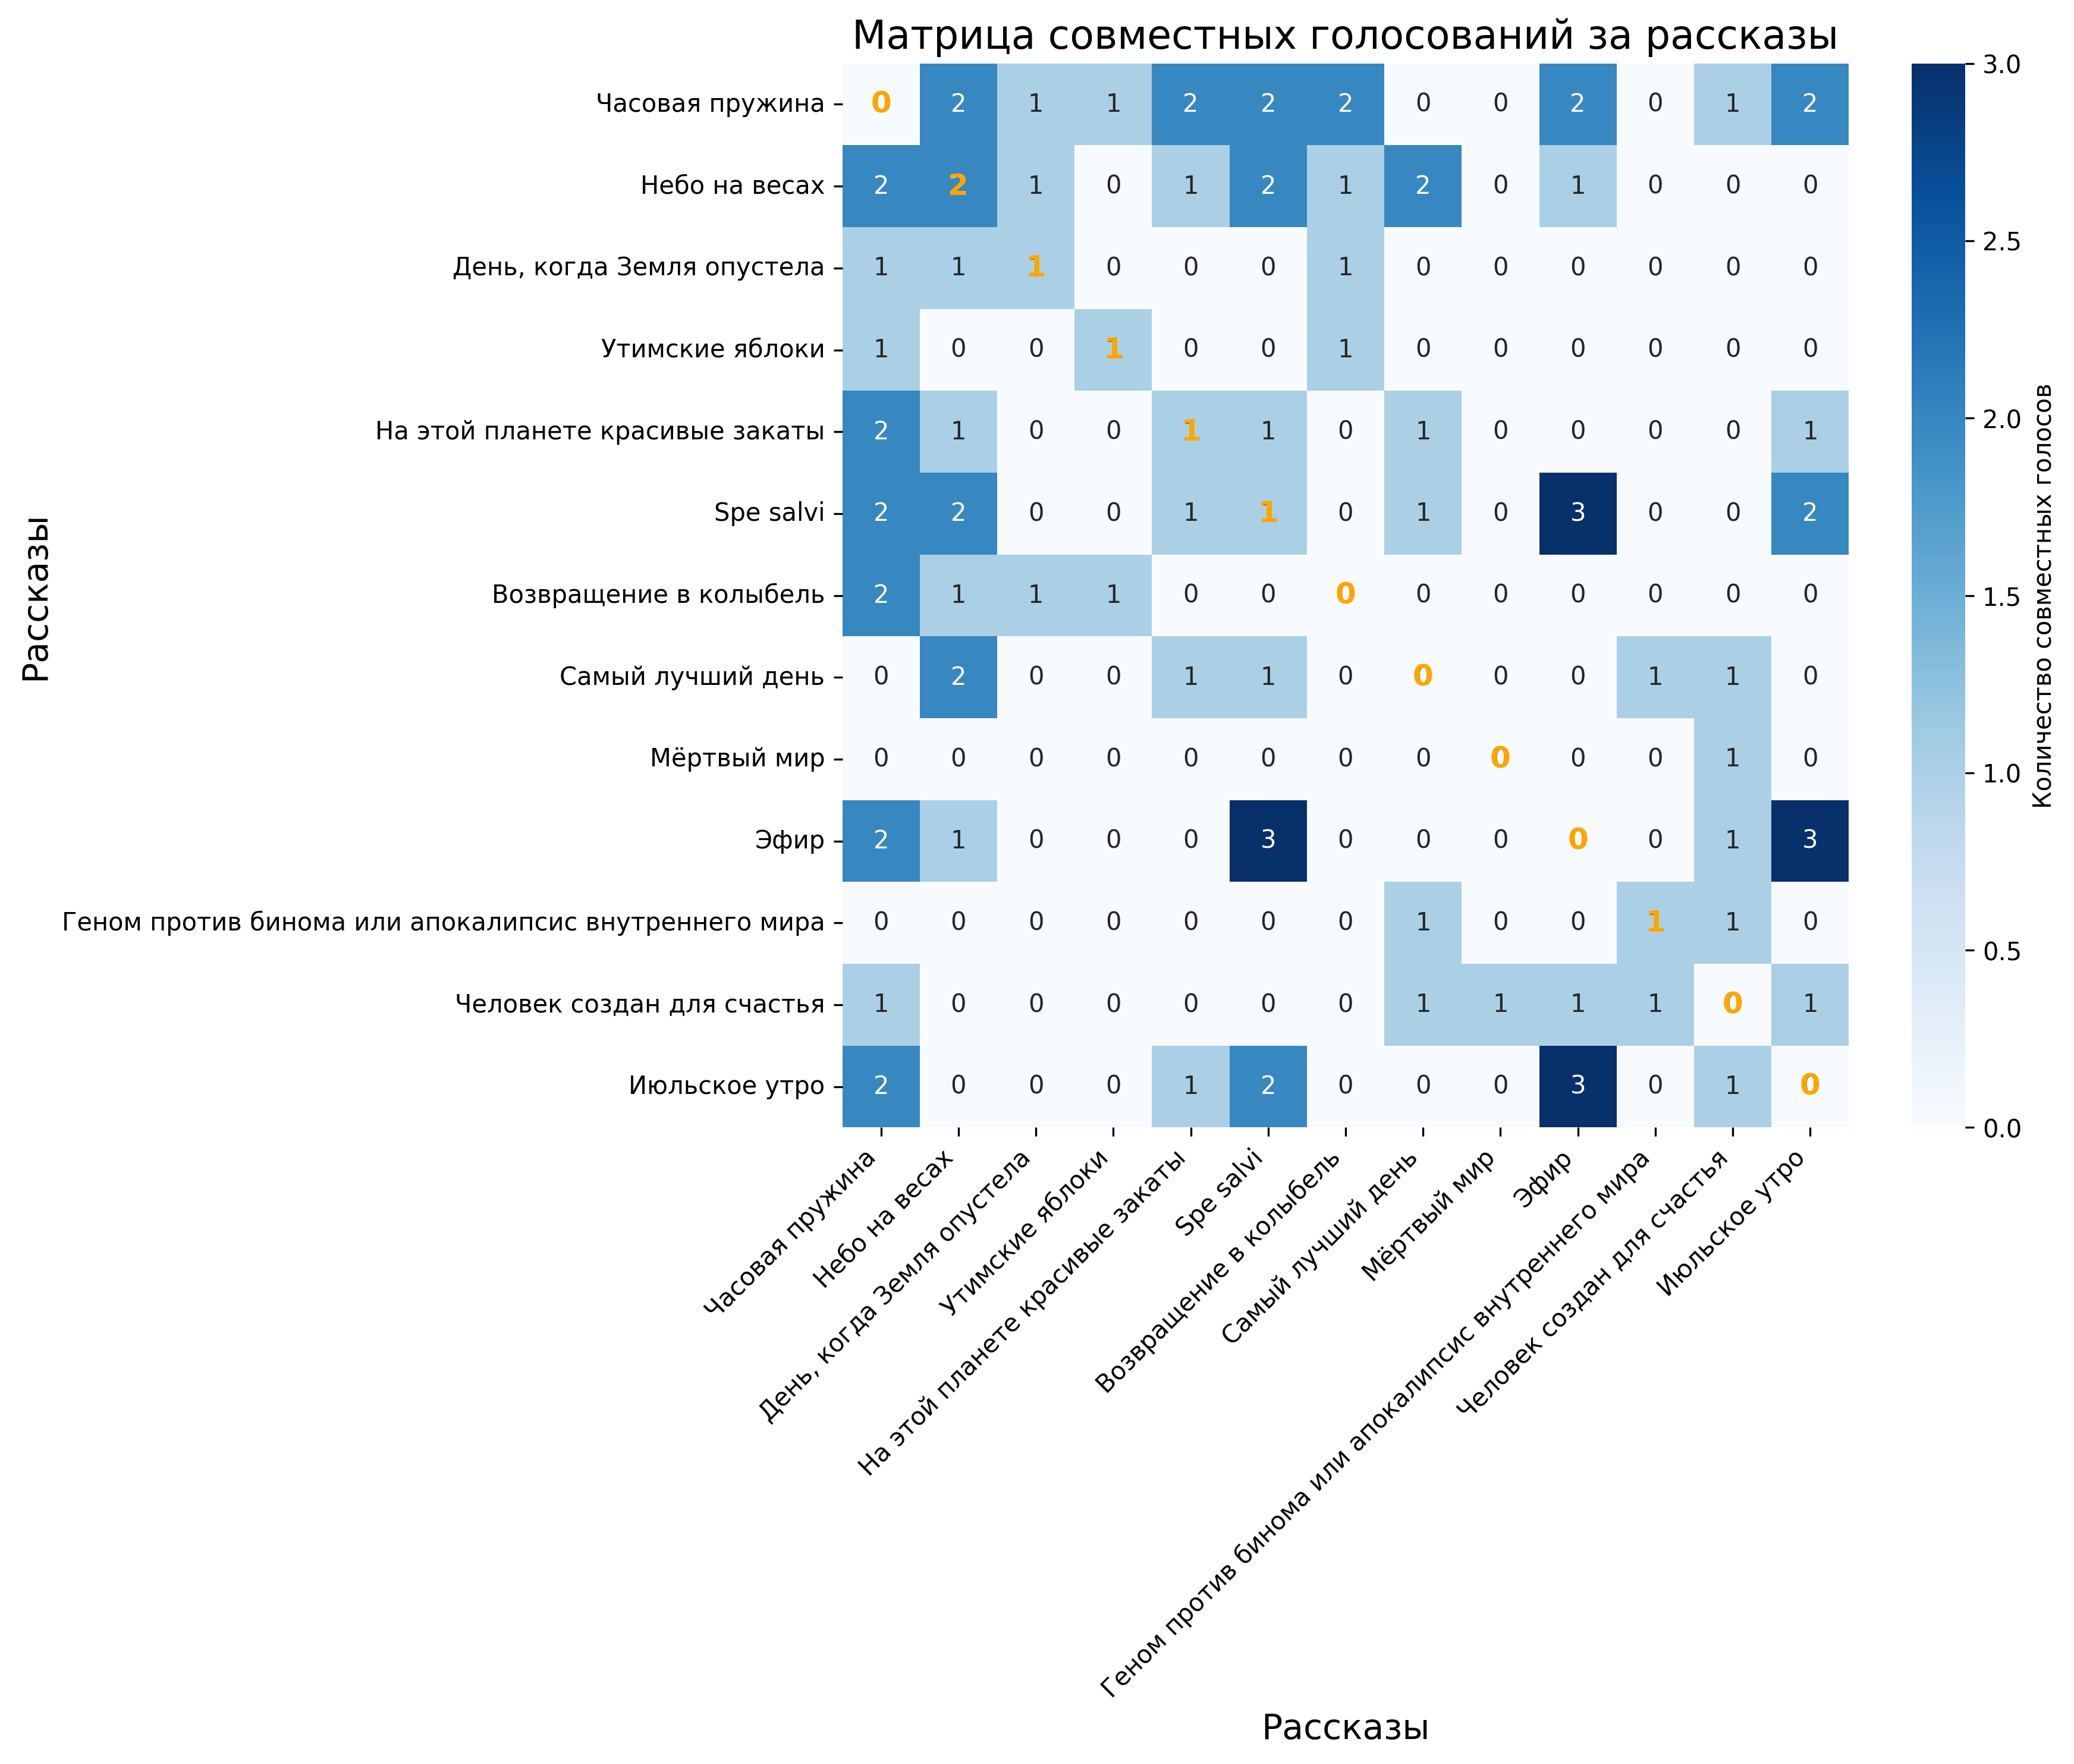 Матрица совместных голосований за рассказы
Часовая пружина 0 2 1 1 2 2 2 0 0 2 0 1 2
Небо на весах 2 2 1 0 1 2 1 2 0 1 0 0 0
День, когда Земля опустела 1 1 1 0 0 0 1 0 0 0 0 0 0
Утимские яблоки 1 0 0 1 0 0 1 0 0 0 0 0 0
На этой планете красивые закаты 2 1 0 0 1 1 0 1 0 0 0 0 1
Spe salvi 2 2 0 0 1 1 0 1 0 3 0 0 2
Возвращение в колыбель 2 1 1 1 0 0 0 0 0 0 0 0 0
Самый лучший день 0 2 0 0 1 1 0 0 0 0 1 1 0
Мёртвый мир 0 0 0 0 0 0 0 0 0 0 0 1 0
Эфир 2 1 0 0 0 3 0 0 0 0 0 1 3
Геном против бинома или апокалипсис внутреннего мира 0 0 0 0 0 0 0 1 0 0 1 1 0
Человек создан для счастья 1 0 0 0 0 0 0 1 1 1 1 0 1
Июльское утро 2 0 0 0 1 2 0 0 0 3 0 1 0
Рассказы
Часовая пружина
Небо на весах
День, когда Земля опустела
Утимские яблоки
На этой планете красивые закаты
Spe salvi
Возвращение в колыбель
Самый лучший день
Мёртвый мир
Эфир
Геном против бинома или апокалипсис внутреннего мира
Человек создан для счастья
Июльское утро
Рассказы
3.0
2.5
2.0
1.5
1.0
0.5
0.0
Количество совместных голосов